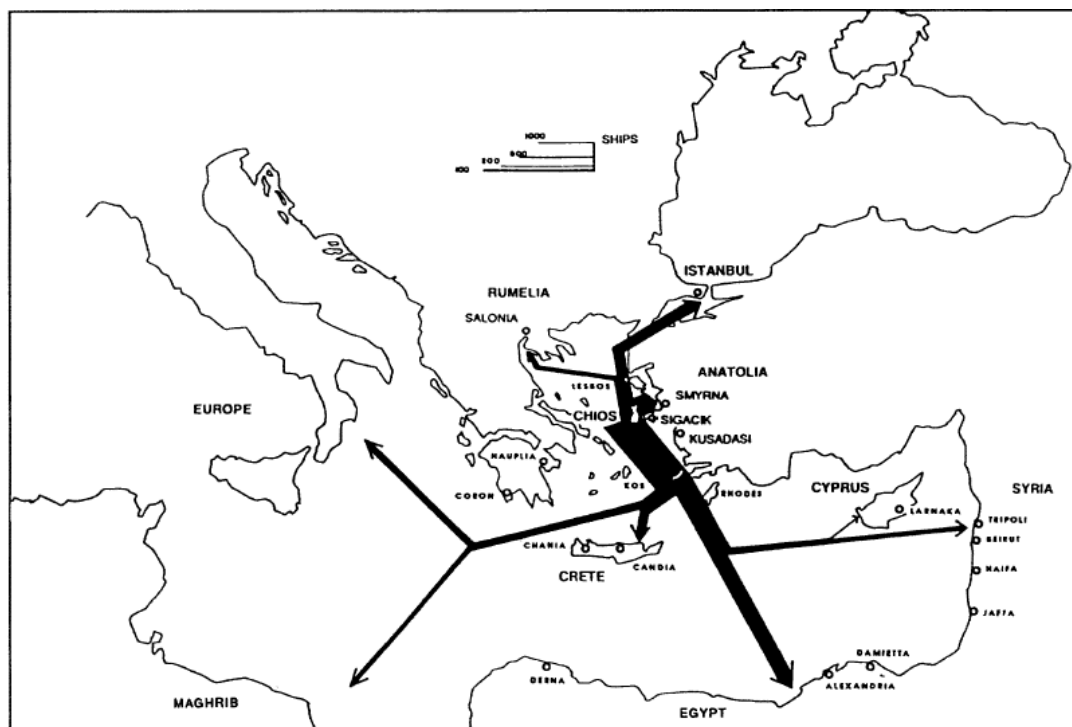 1000
SHIPS
200
100
ISTANBUL
RUMELIA
SALONIA
ANATOLIA
LESBOS
SMYRNA
EUROPE
CHIOS
SIGACIK
KUSADASI
NAUPLIA
KOS
CYPRUS
SYRIA
CORON
RHODES
LARNAKA
TRIPOLI
CHANIA
BEIRUT
CANDIA
CRETE
HAIFA
JAFFA
DAMIETTA
DERNA
ALEXANDRIA
MAGHRIB
EGYPT